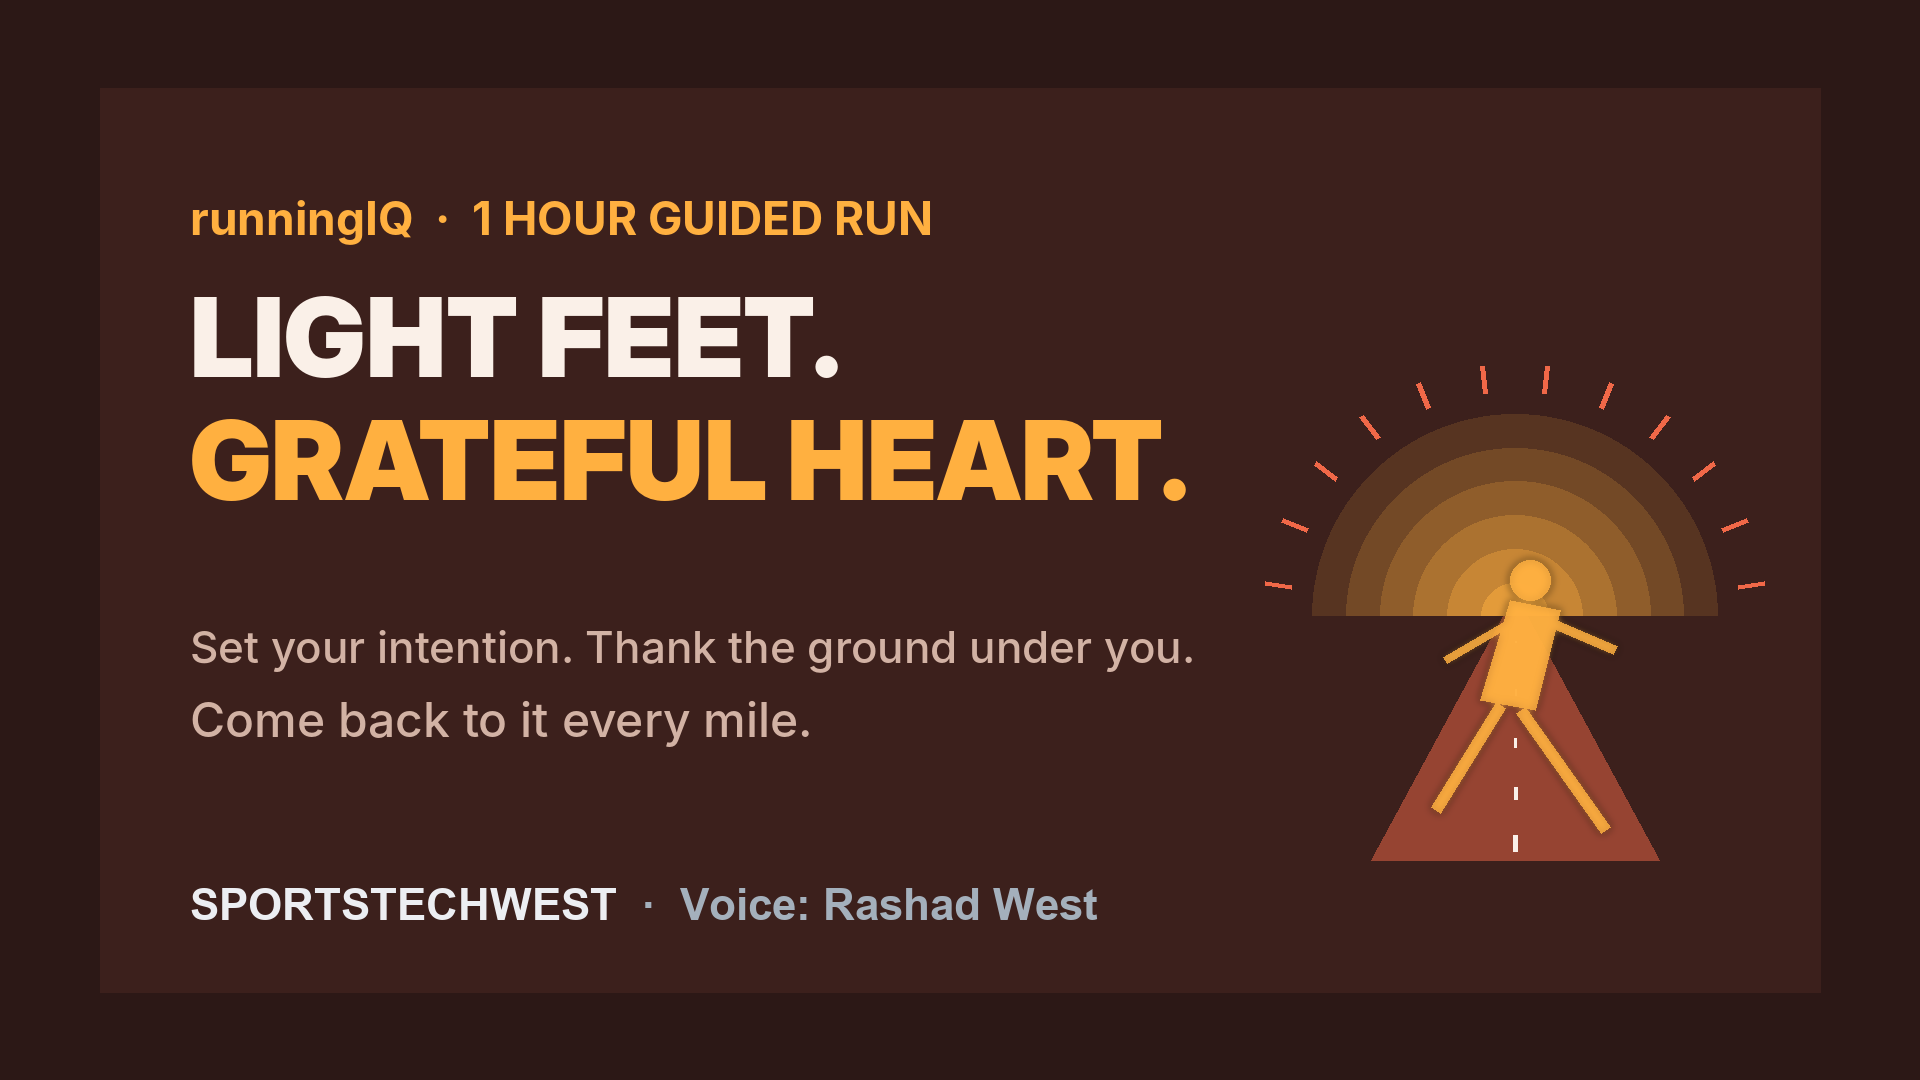 runningIQ · 1 HOUR GUIDED RUN
LIGHT FEET.
GRATEFUL HEART.
Set your intention. Thank the ground under you.
Come back to it every mile.
SPORTSTECHWEST · Voice: Rashad West